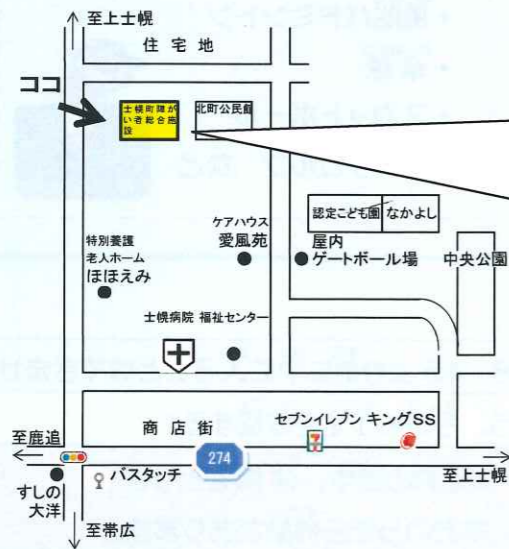 至上士幌
住宅地
ココ
士幌町障が
い者総合施
設
北町公民館
認定こども園
なかよし
ケアハウス
愛風苑
屋内
ゲートボール場
中央公園
特別養護
老人ホーム
ほほえみ
士幌病院 福祉センター
商店街
セブンイレブン キングSS
至鹿追
274
7
バスタッチ
至上士幌
すしの
大洋
至帯広